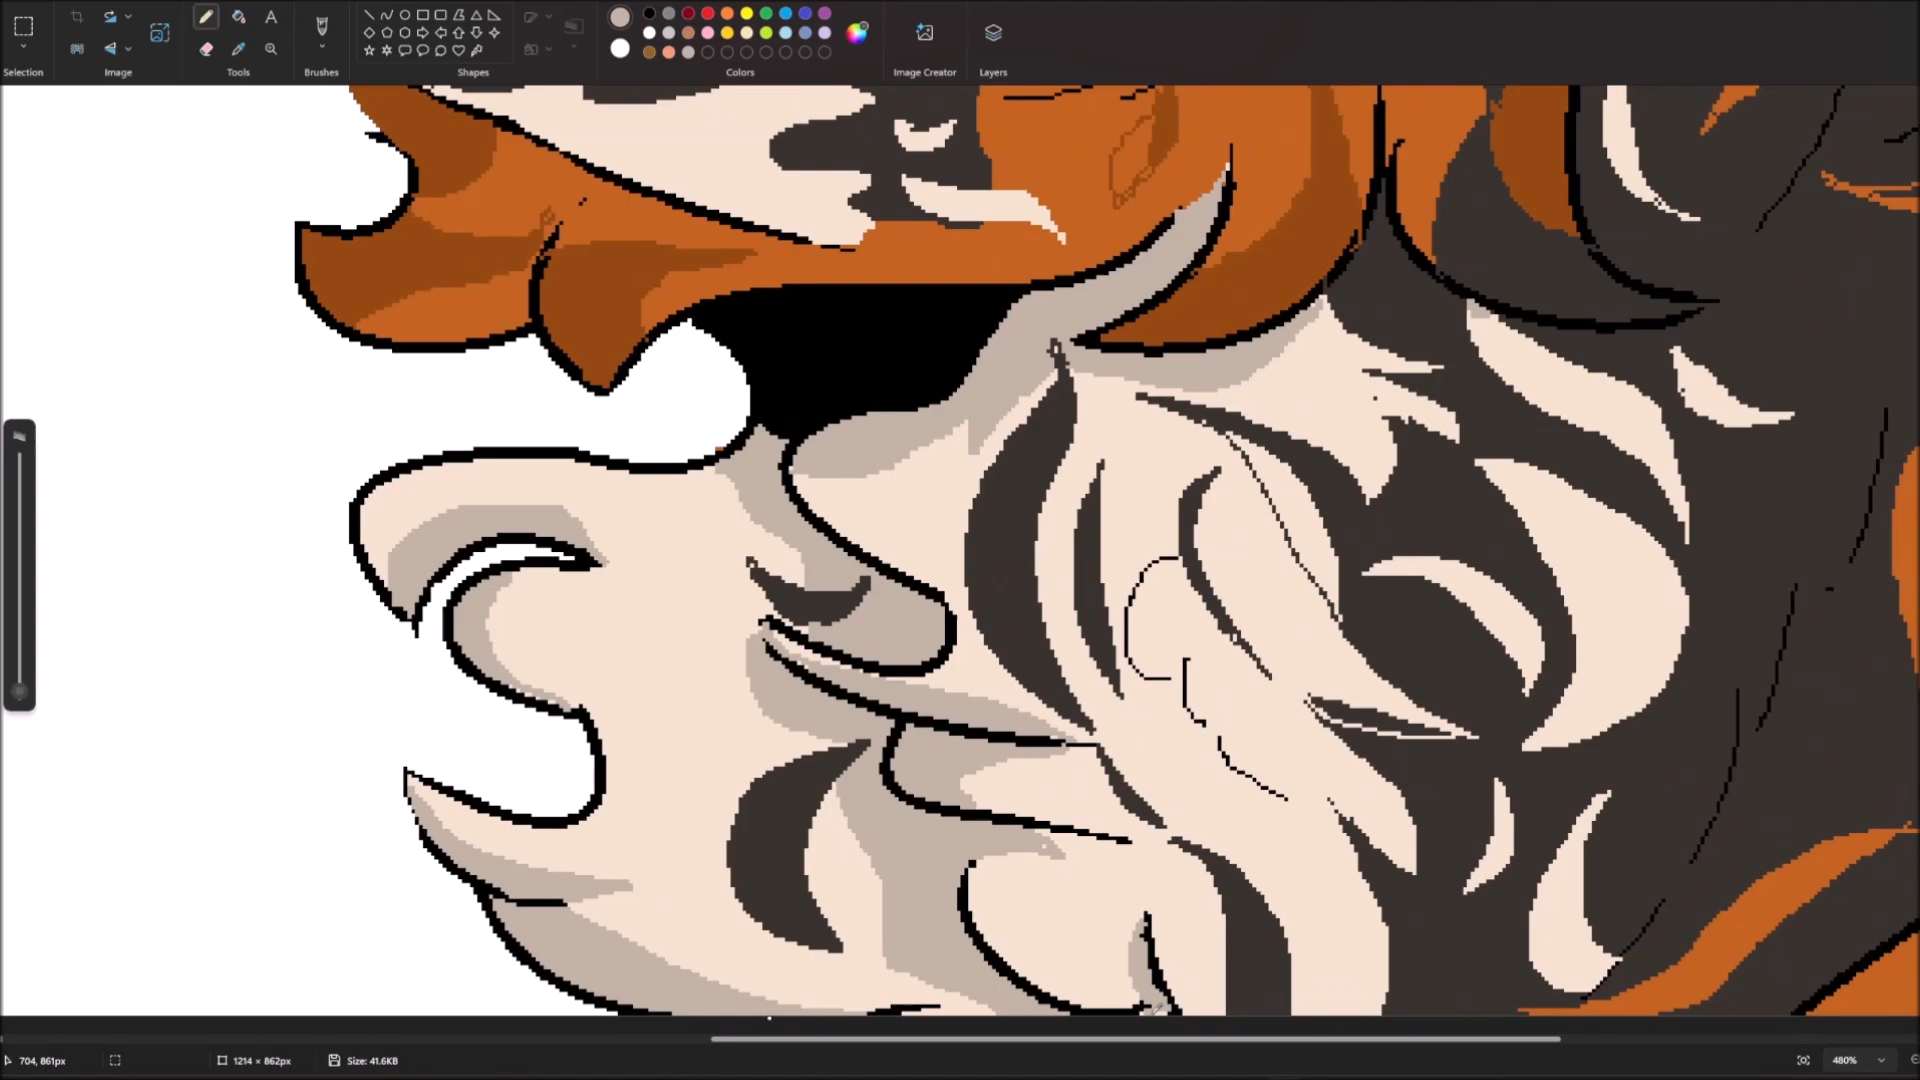 A
Selection
Image
Tools
Brushes
Shapes
Colors
Image Creator
Layers
704, 861px
1214 × 862px
Size: 41.6KB
480%